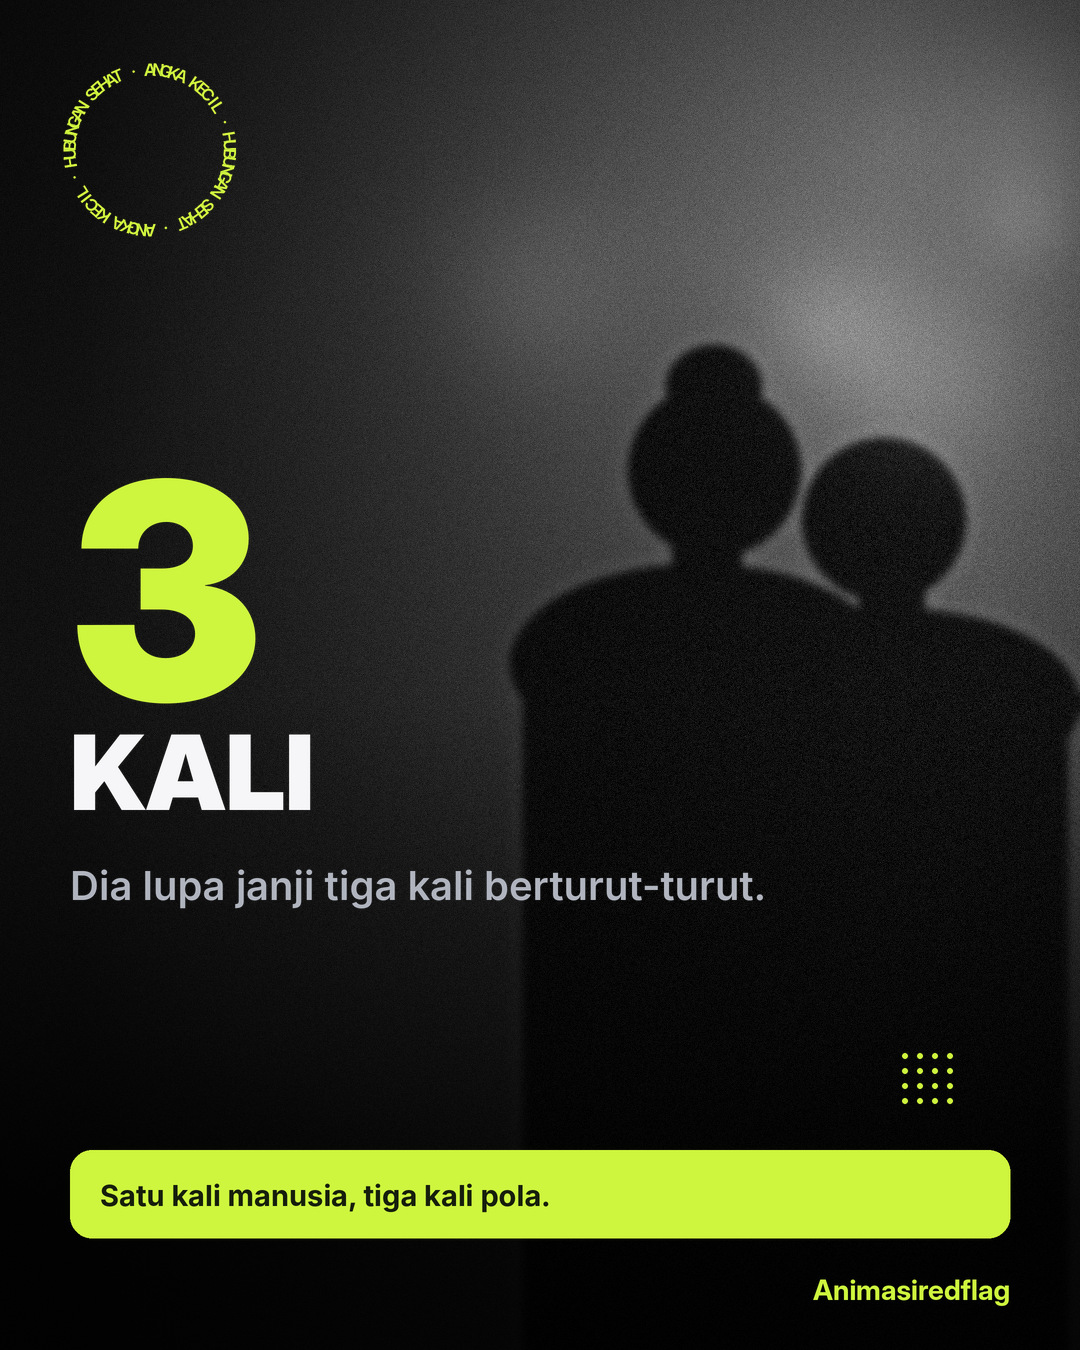 ANGKA KECIL · HUBUNGAN SEHAT · ANGKA KECIL · HUBUNGAN SEHAT ·
3
KALI
Dia lupa janji tiga kali berturut-turut.
Satu kali manusia, tiga kali pola.
Animasiredflag